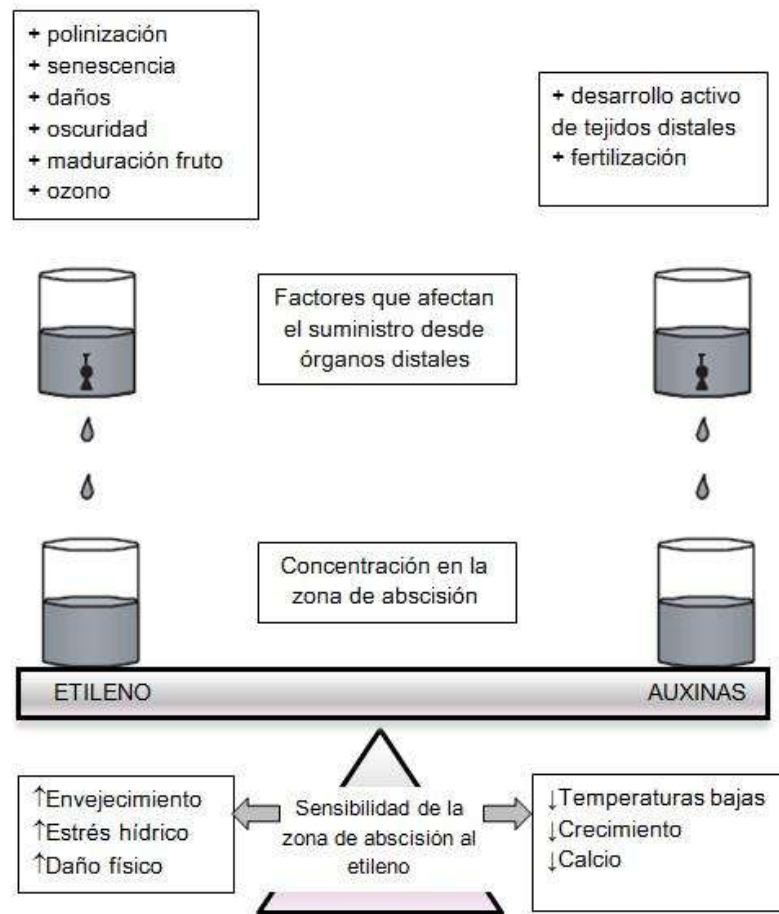 + polinización
+ senescencia
+ daños
+ oscuridad
+ maduración fruto
+ ozono
+ desarrollo activo
de tejidos distales
+ fertilización
Factores que afectan
el suministro desde
órganos distales
Concentración en la
zona de abscisión
ETILENO
AUXINAS
↑Envejecimiento
↑Estrés hídrico
↑Daño físico
Sensibilidad de la
zona de abscisión al
etileno
↓Temperaturas bajas
↓Crecimiento
↓Calcio